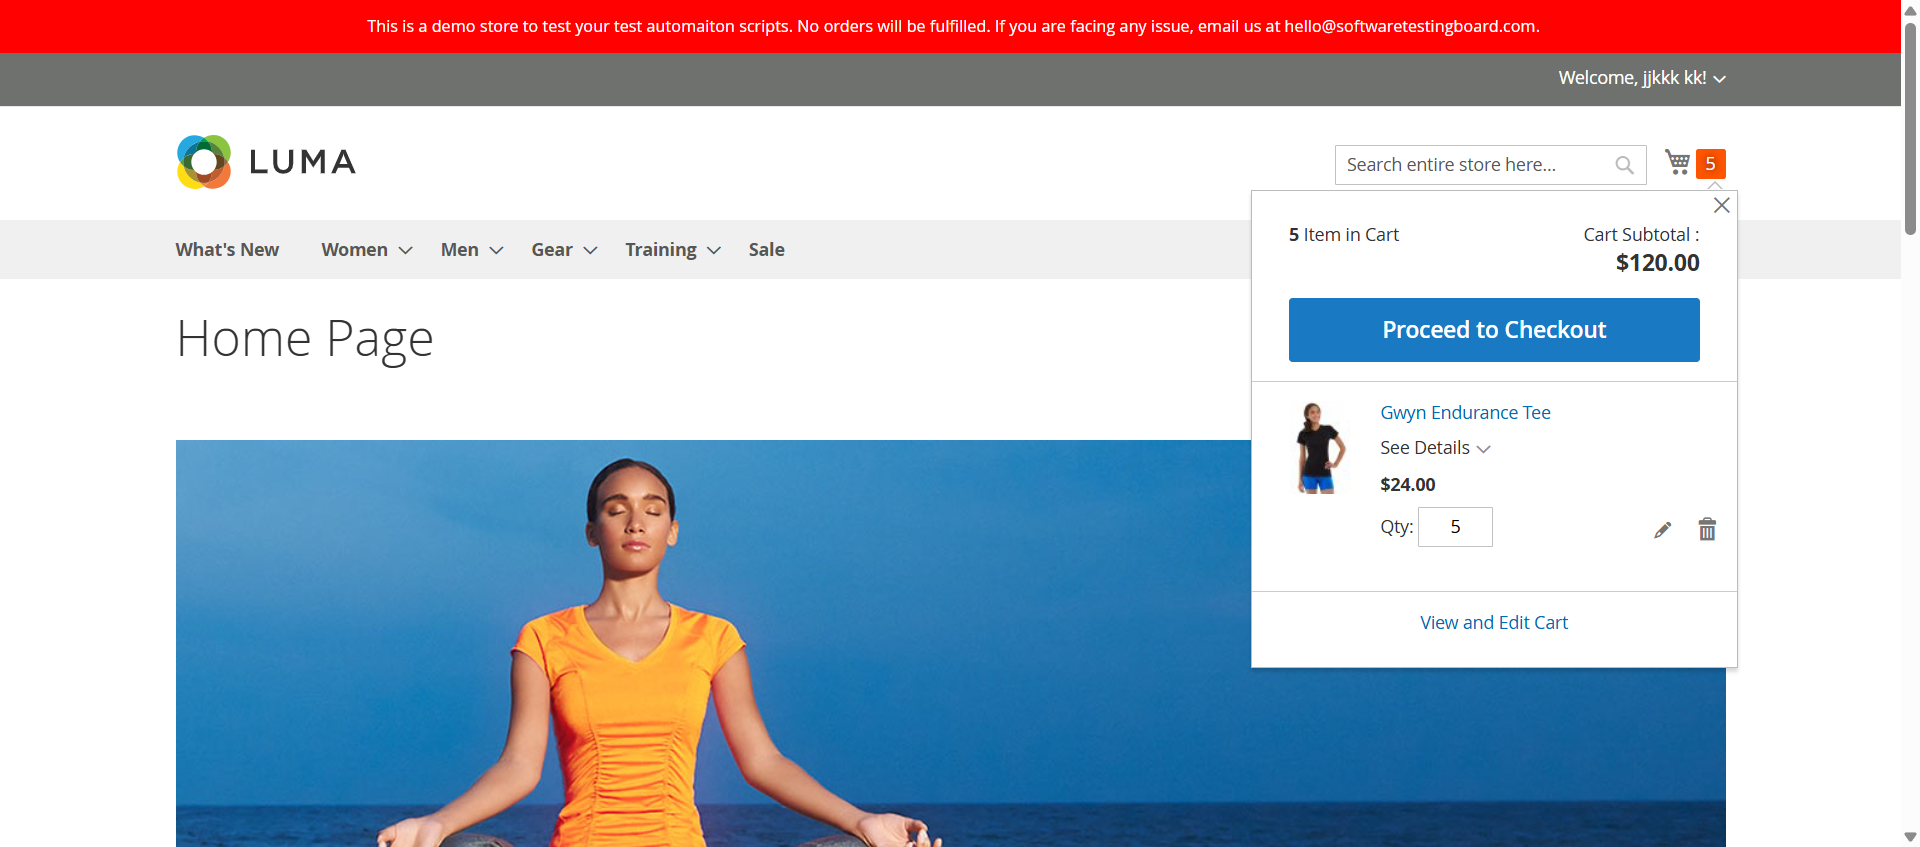 This is a demo store to test your test automaiton scripts. No orders will be fulfilled. If you are facing any issue, email us at hello@softwaretestingboard.com.
Welcome, jjkkk kk!
LUMA
Search entire store here...
5
What's New
Women
Men
Gear
Training
Sale
5 Item in Cart
Cart Subtotal :
$120.00
Proceed to Checkout
Home Page
Gwyn Endurance Tee
See Details
$24.00
Qty: 5
View and Edit Cart